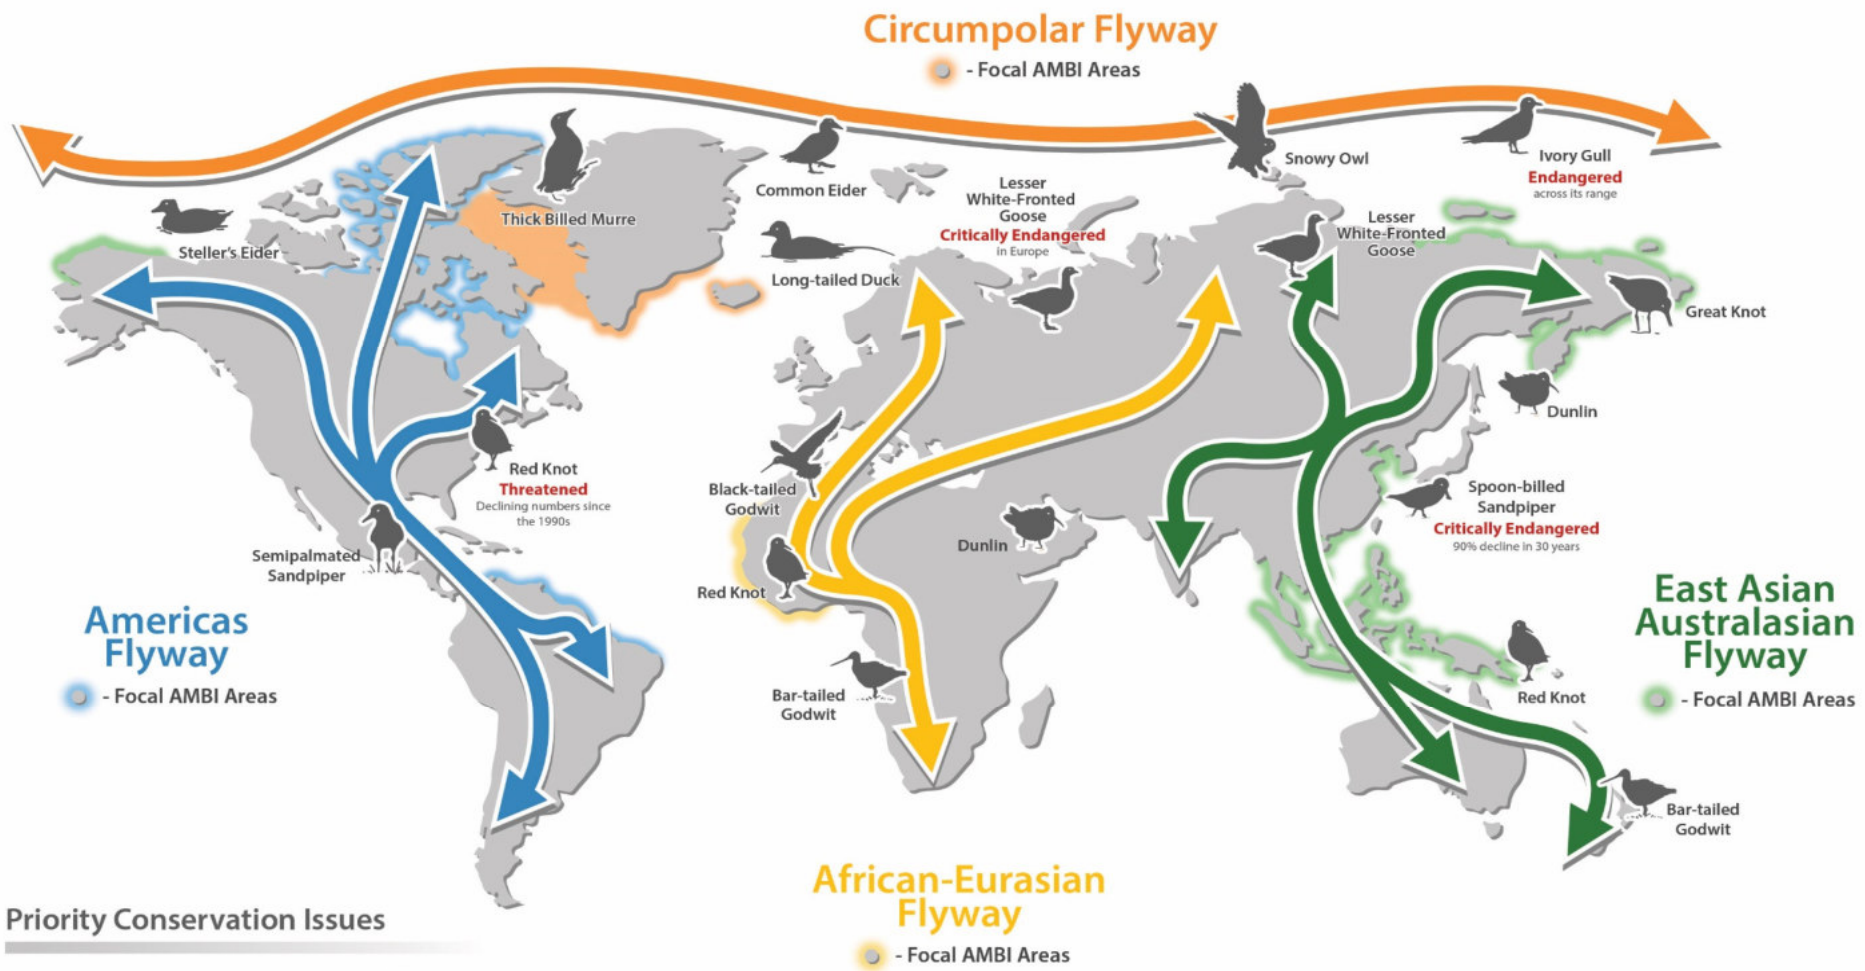 Circumpolar Flyway
- Focal AMBI Areas
Snowy Owl
Ivory Gull
Endangered
across its range
Common Eider
Lesser
White-Fronted
Goose
Critically Endangered
in Europe
Thick Billed Murre
Steller's Eider
Long-tailed Duck
Lesser
White-Fronted
Goose
Great Knot
Dunlin
Red Knot
Threatened
Declining numbers since
the 1990s
Black-tailed
Godwit
Spoon-billed
Sandpiper
Critically Endangered
90% decline in 30 years
Semipalmated
Sandpiper
Dunlin
Red Knot
Americas
Flyway
- Focal AMBI Areas
East Asian
Australasian
Flyway
- Focal AMBI Areas
Bar-tailed
Godwit
Red Knot
Bar-tailed
Godwit
African-Eurasian
Flyway
- Focal AMBI Areas
Priority Conservation Issues